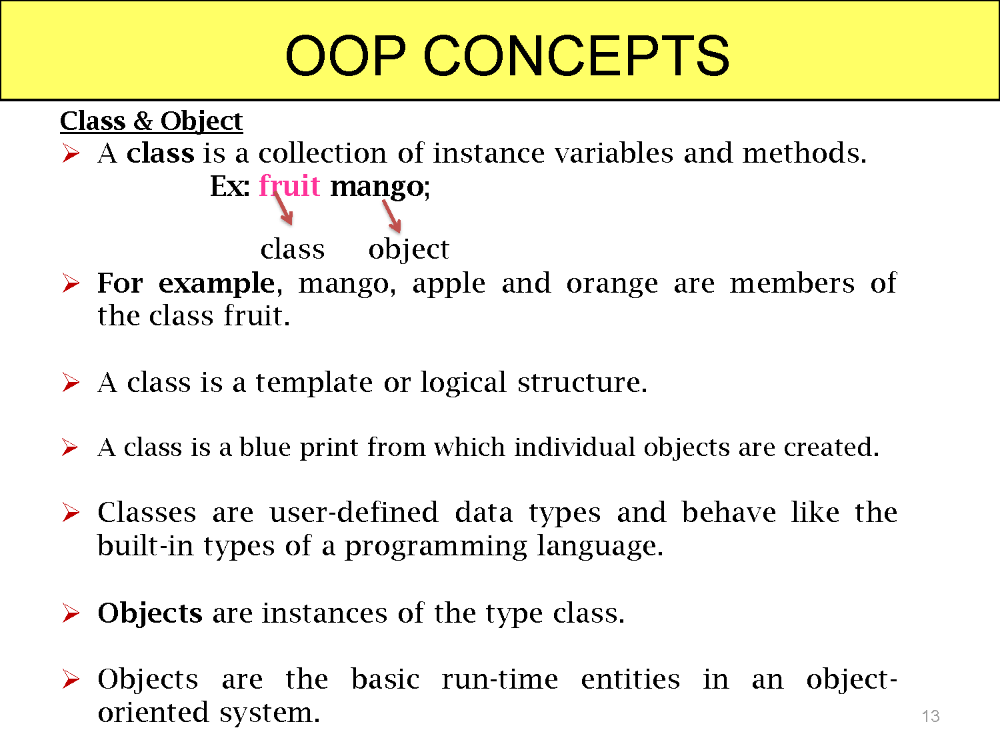 OOP CONCEPTS
Class & Object
➢ A class is a collection of instance variables and methods.
Ex: fruit mango;
class object
➢ For example, mango, apple and orange are members of
the class fruit.
➢ A class is a template or logical structure.
➢ A class is a blue print from which individual objects are created.
➢ Classes are user-defined data types and behave like the
built-in types of a programming language.
➢ Objects are instances of the type class.
➢ Objects are the basic run-time entities in an object-
oriented system.
13